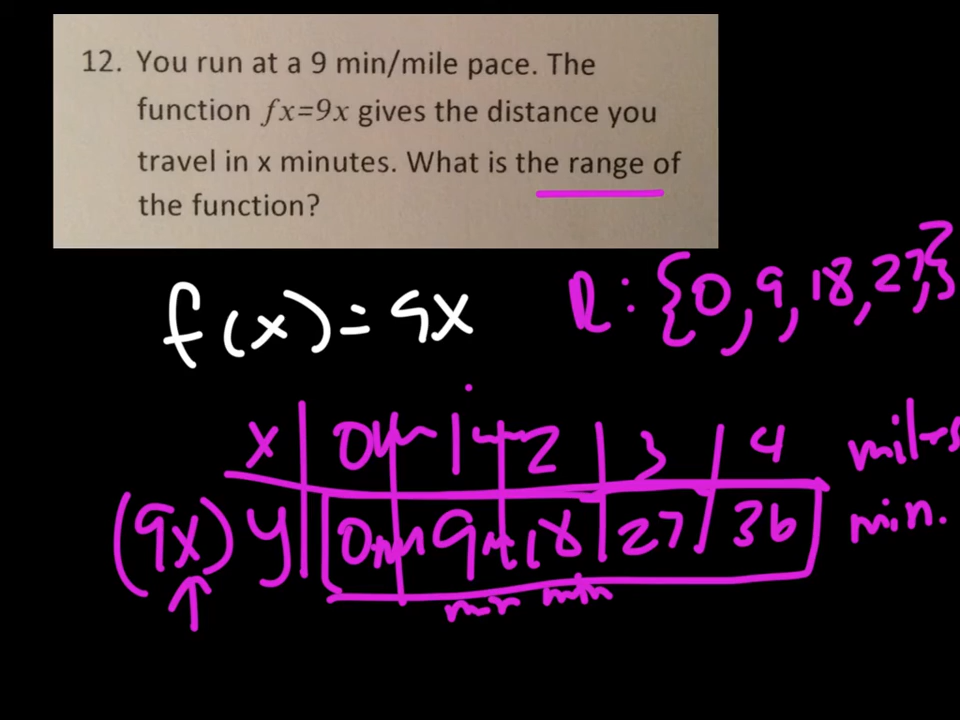 12. You run at a 9 min/mile pace. The
function fx=9x gives the distance you
travel in x minutes. What is the range of
the function?
f(x)=9x
R: {0, 9, 18, 27, }
x 0 1 2 3 4 miles
(9x) y 0 9 18 27 36 min.
min min